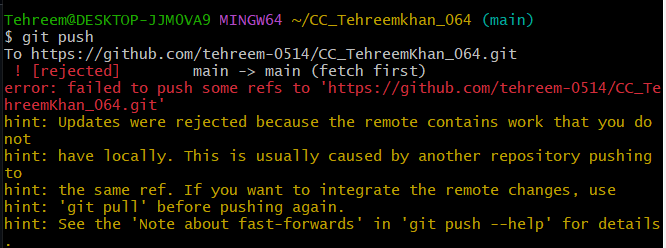 Tehreem@DESKTOP-JJMOVA9 MINGW64 ~/CC_Tehreemkhan_064 (main)
$ git push
To https://github.com/tehreem-0514/CC_TehreemKhan_064.git
 ! [rejected]        main -> main (fetch first)
error: failed to push some refs to 'https://github.com/tehreem-0514/CC_Te
hreemKhan_064.git'
hint: Updates were rejected because the remote contains work that you do
not
hint: have locally. This is usually caused by another repository pushing
to
hint: the same ref. If you want to integrate the remote changes, use
hint: 'git pull' before pushing again.
hint: See the 'Note about fast-forwards' in 'git push --help' for details
.